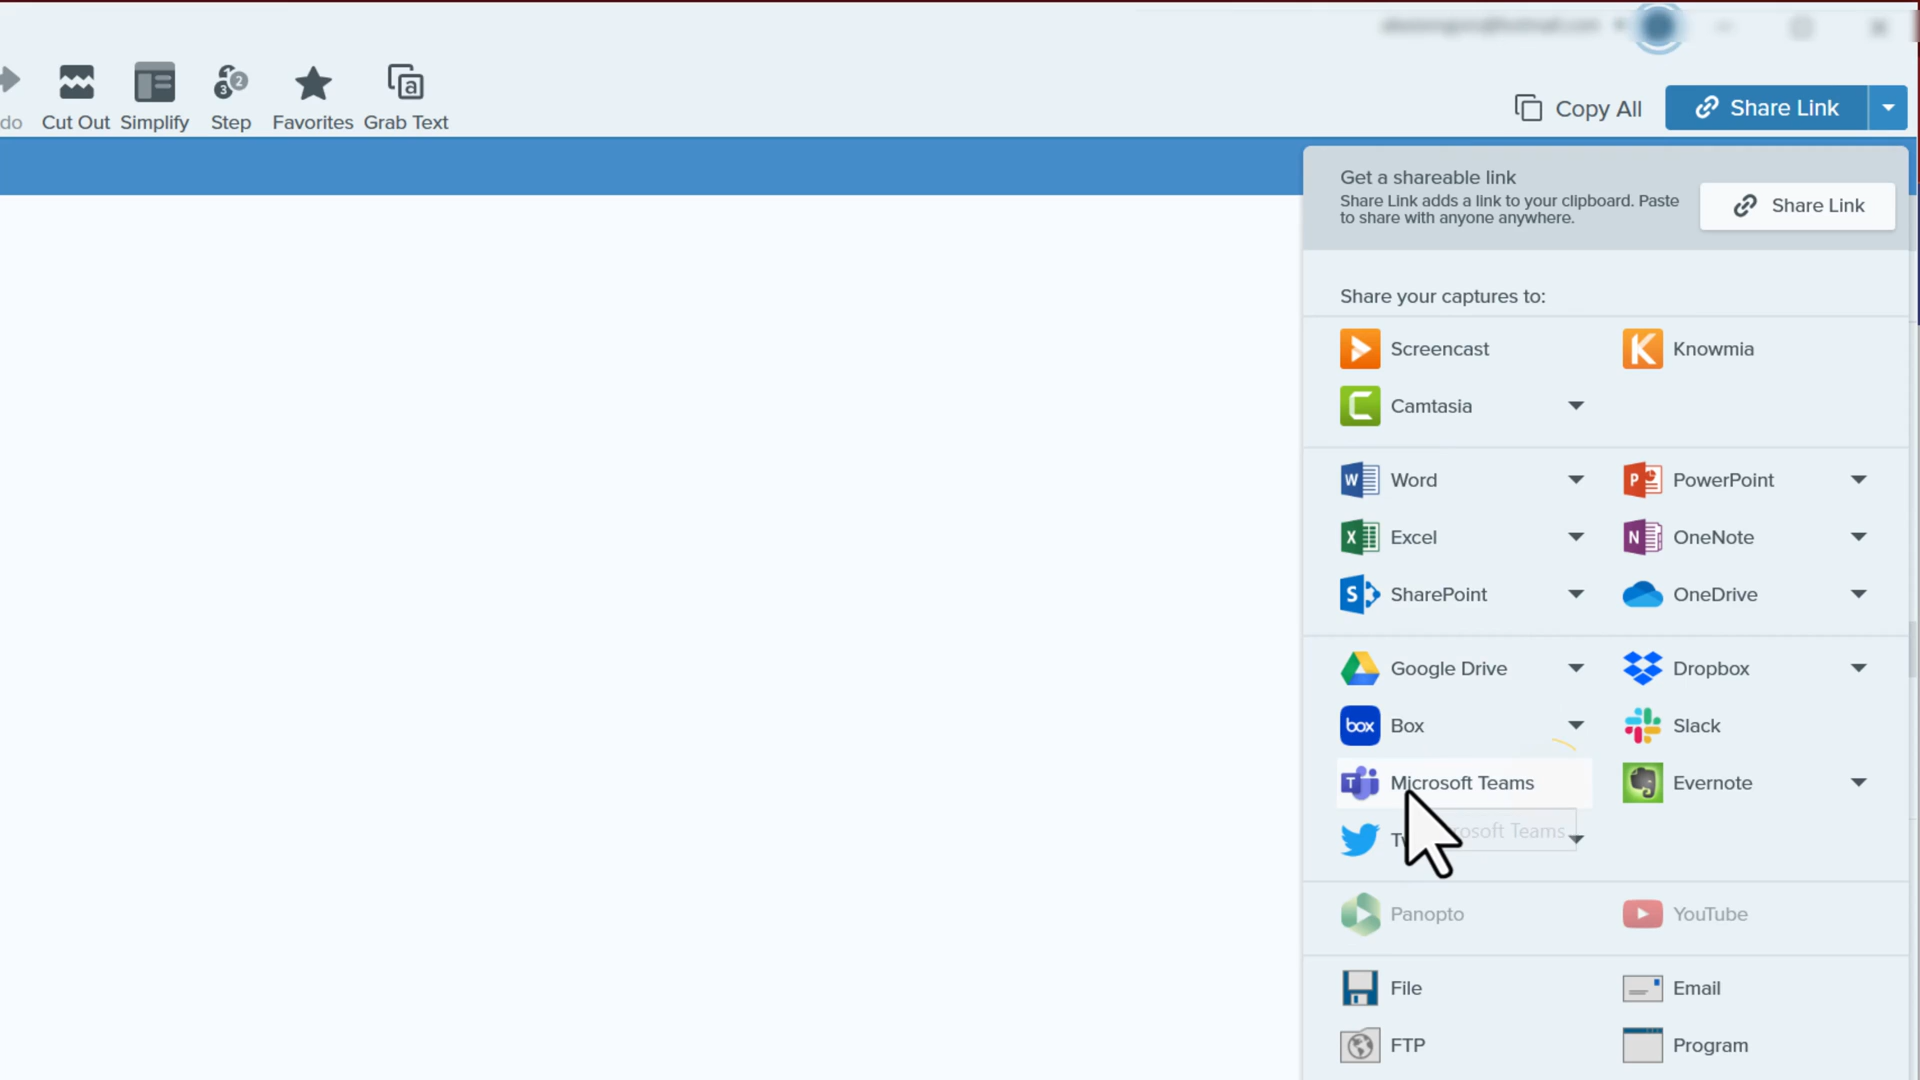 do
Cut Out
Simplify
Step
Favorites
Grab Text
Copy All
Share Link
Get a shareable link
Share Link adds a link to your clipboard. Paste
to share with anyone anywhere.
Share Link
Share your captures to:
Screencast
Knowmia
Camtasia
Word
PowerPoint
Excel
OneNote
SharePoint
OneDrive
Google Drive
Dropbox
box
Box
Slack
Microsoft Teams
Evernote
osoft Teams
Panopto
YouTube
File
Email
FTP
Program